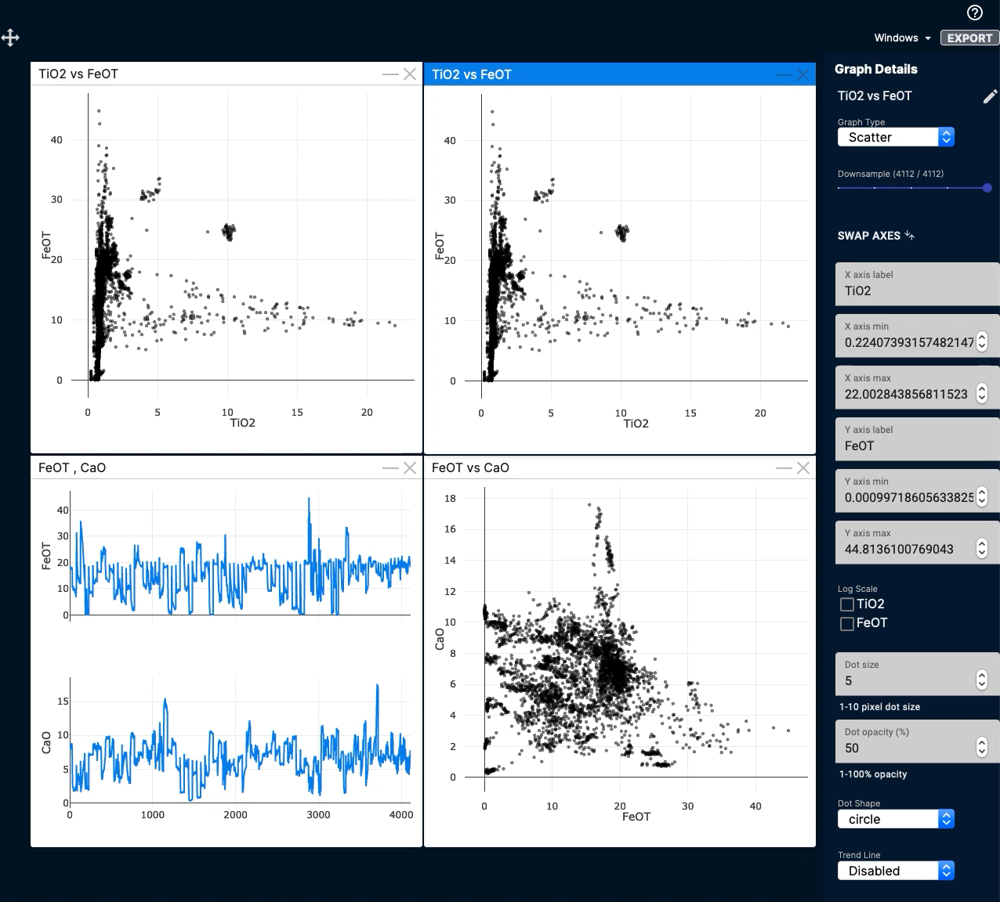 Windows
EXPORT
TiO2 vs FeOT
40
30
20
10
0
FeOT
0 5 10 15 20
TiO2
TiO2 vs FeOT
40
30
20
10
0
FeOT
0 5 10 15 20
TiO2
FeOT , CaO
40
30
20
10
0
FeOT
15
10
5
0
CaO
0 1000 2000 3000 4000
FeOT vs CaO
18
16
14
12
10
8
6
4
2
0
CaO
0 10 20 30 40
FeOT
Graph Details
TiO2 vs FeOT
Graph Type
Scatter
Downsample (4112 / 4112)
SWAP AXES
X axis label
TiO2
X axis min
0.22407393157482147
X axis max
22.002843856811523
Y axis label
FeOT
Y axis min
0.00099718605633825
Y axis max
44.8136100769043
Log Scale
TiO2
FeOT
Dot size
5
1-10 pixel dot size
Dot opacity (%)
50
1-100% opacity
Dot Shape
circle
Trend Line
Disabled